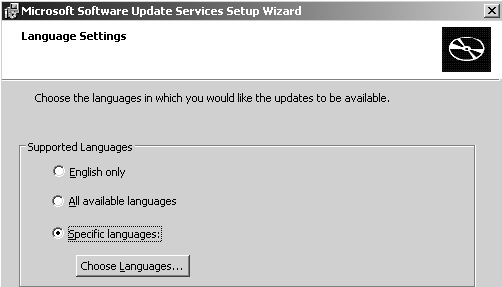 Microsoft Software Update Services Setup Wizard
Language Settings
Choose the languages in which you would like the updates to be available.
Supported Languages
English only
All available languages
Specific languages:
Choose Languages...